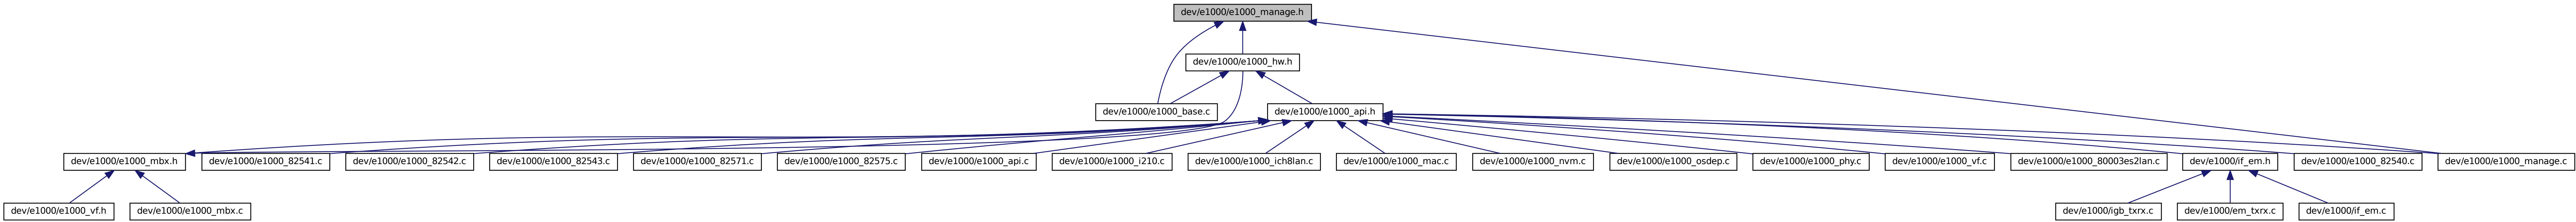 dev/e1000/e1000_manage.h
dev/e1000/e1000_hw.h
dev/e1000/e1000_base.c
dev/e1000/e1000_api.h
dev/e1000/e1000_mbx.h
dev/e1000/e1000_82541.c
dev/e1000/e1000_82542.c
dev/e1000/e1000_82543.c
dev/e1000/e1000_82571.c
dev/e1000/e1000_82575.c
dev/e1000/e1000_api.c
dev/e1000/e1000_i210.c
dev/e1000/e1000_ich8lan.c
dev/e1000/e1000_mac.c
dev/e1000/e1000_nvm.c
dev/e1000/e1000_osdep.c
dev/e1000/e1000_phy.c
dev/e1000/e1000_vf.c
dev/e1000/e1000_80003es2lan.c
dev/e1000/if_em.h
dev/e1000/e1000_82540.c
dev/e1000/e1000_manage.c
dev/e1000/e1000_vf.h
dev/e1000/e1000_mbx.c
dev/e1000/igb_txrx.c
dev/e1000/em_txrx.c
dev/e1000/if_em.c